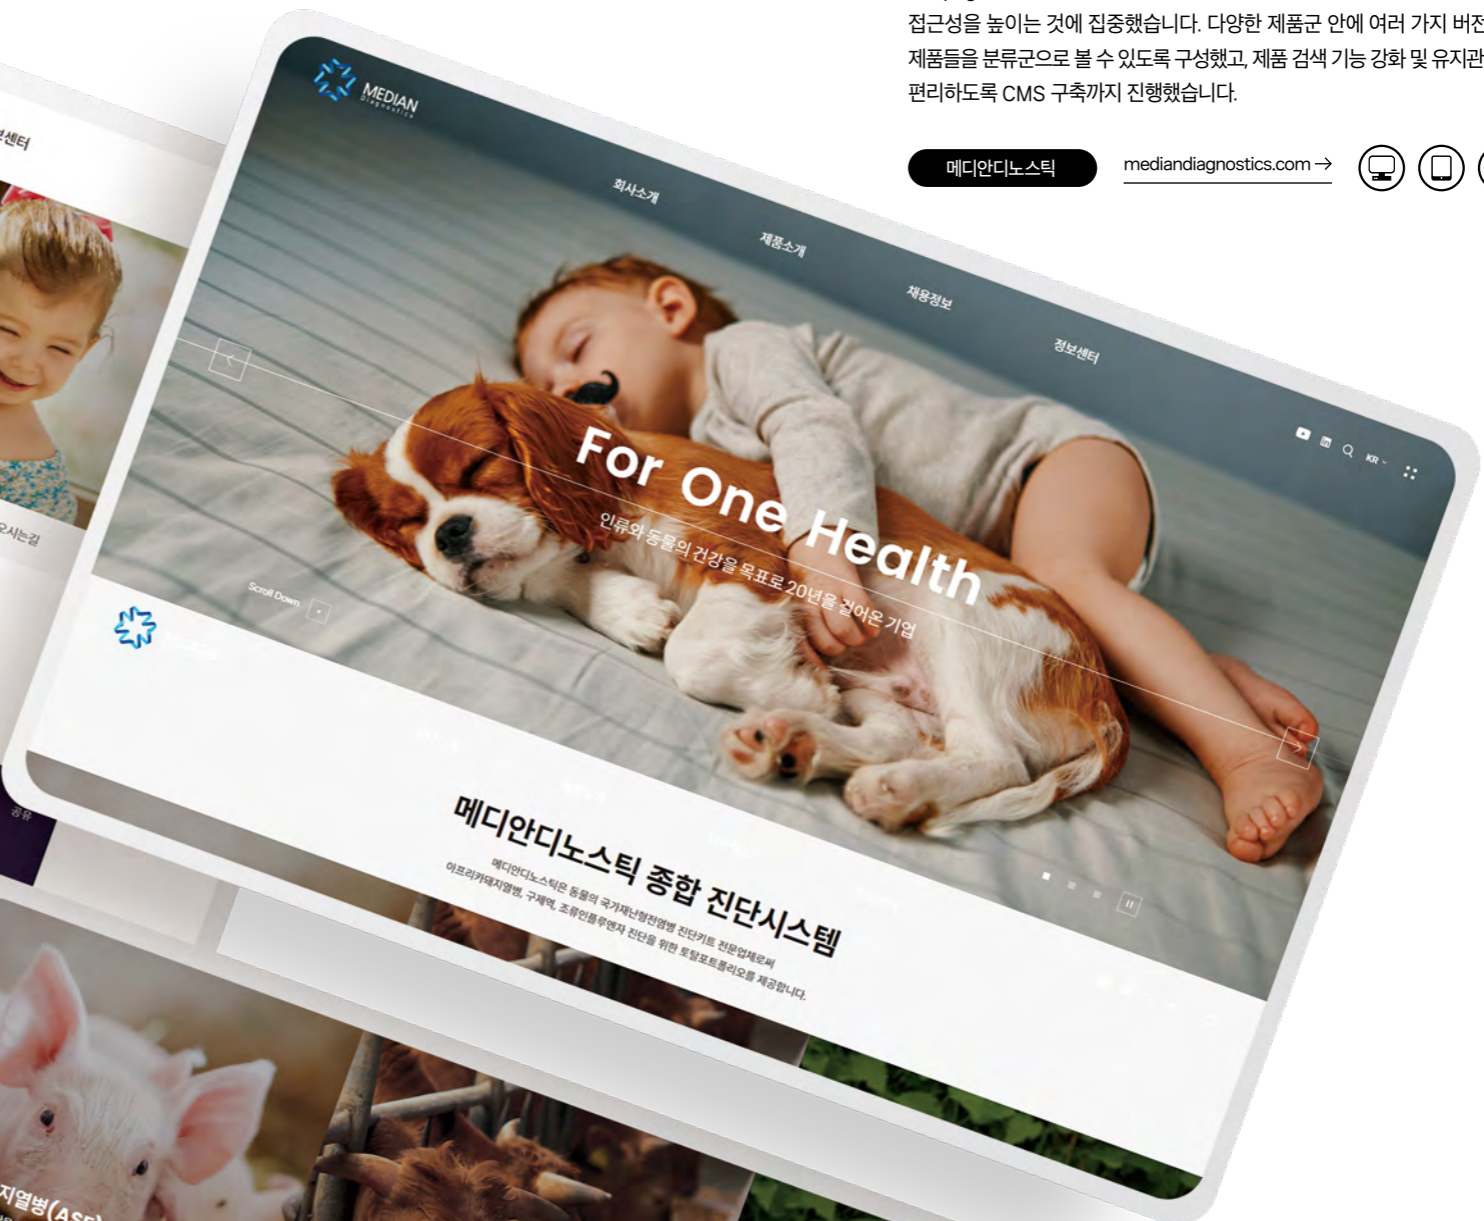 접근성을 높이는 것에 집중했습니다. 다양한 제품군 안에 여러 가지 버전
제품들을 분류군으로 볼 수 있도록 구성했고, 제품 검색 기능 강화 및 유지관
편리하도록 CMS 구축까지 진행했습니다.
메디안디노스틱
mediandiagnostics.com →
MEDIAN
Diagnostics
회사소개
제품소개
채용정보
정보센터
KR
For One Health
인류와 동물의 건강을 목표로 20년을 걸어온 기업
Scroll Down
오시는길
공유
메디안디노스틱 종합 진단시스템
메디안디노스틱은 동물의 국가재난형전염병 진단키트 전문업체로써
아프리카돼지열병, 구제역, 조류인플루엔자 진단을 위한 토탈포트폴리오를 제공합니다.
지열병(ASF)